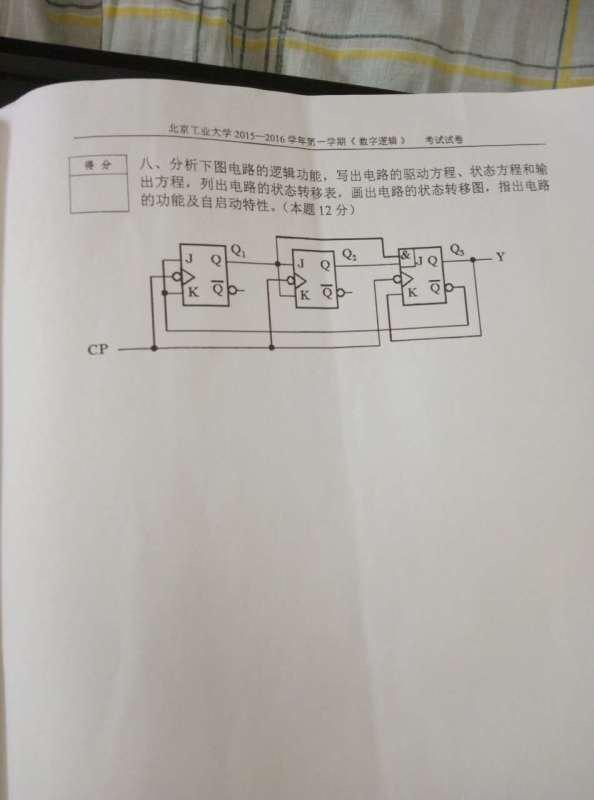 北京工业大学 2015—2016 学年第一学期《 数字逻辑 》 考试试卷
得 分
八、分析下图电路的逻辑功能，写出电路的驱动方程、状态方程和输
出方程，列出电路的状态转移表，画出电路的状态转移图，指出电路
的功能及自启动特性。（本题 12 分）
Q₁ Q₂ Q₃
J Q J Q & J Q Y
K Q̅ K Q̅ K Q̅
CP